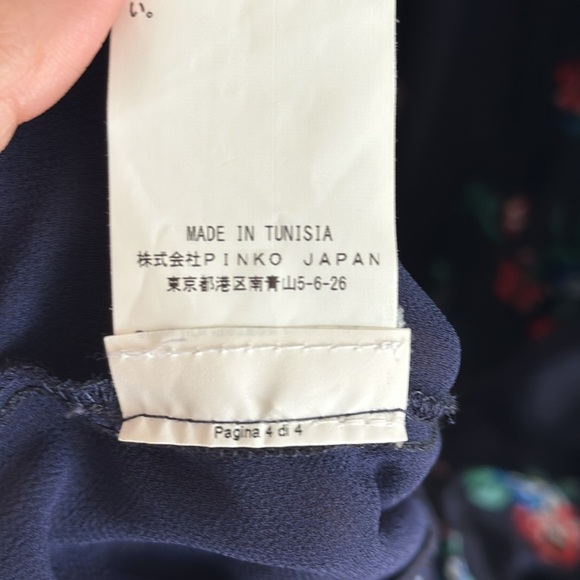 い。
MADE IN TUNISIA
株式会社PINKO JAPAN
東京都港区南青山5-6-26
Pagina 4 di 4